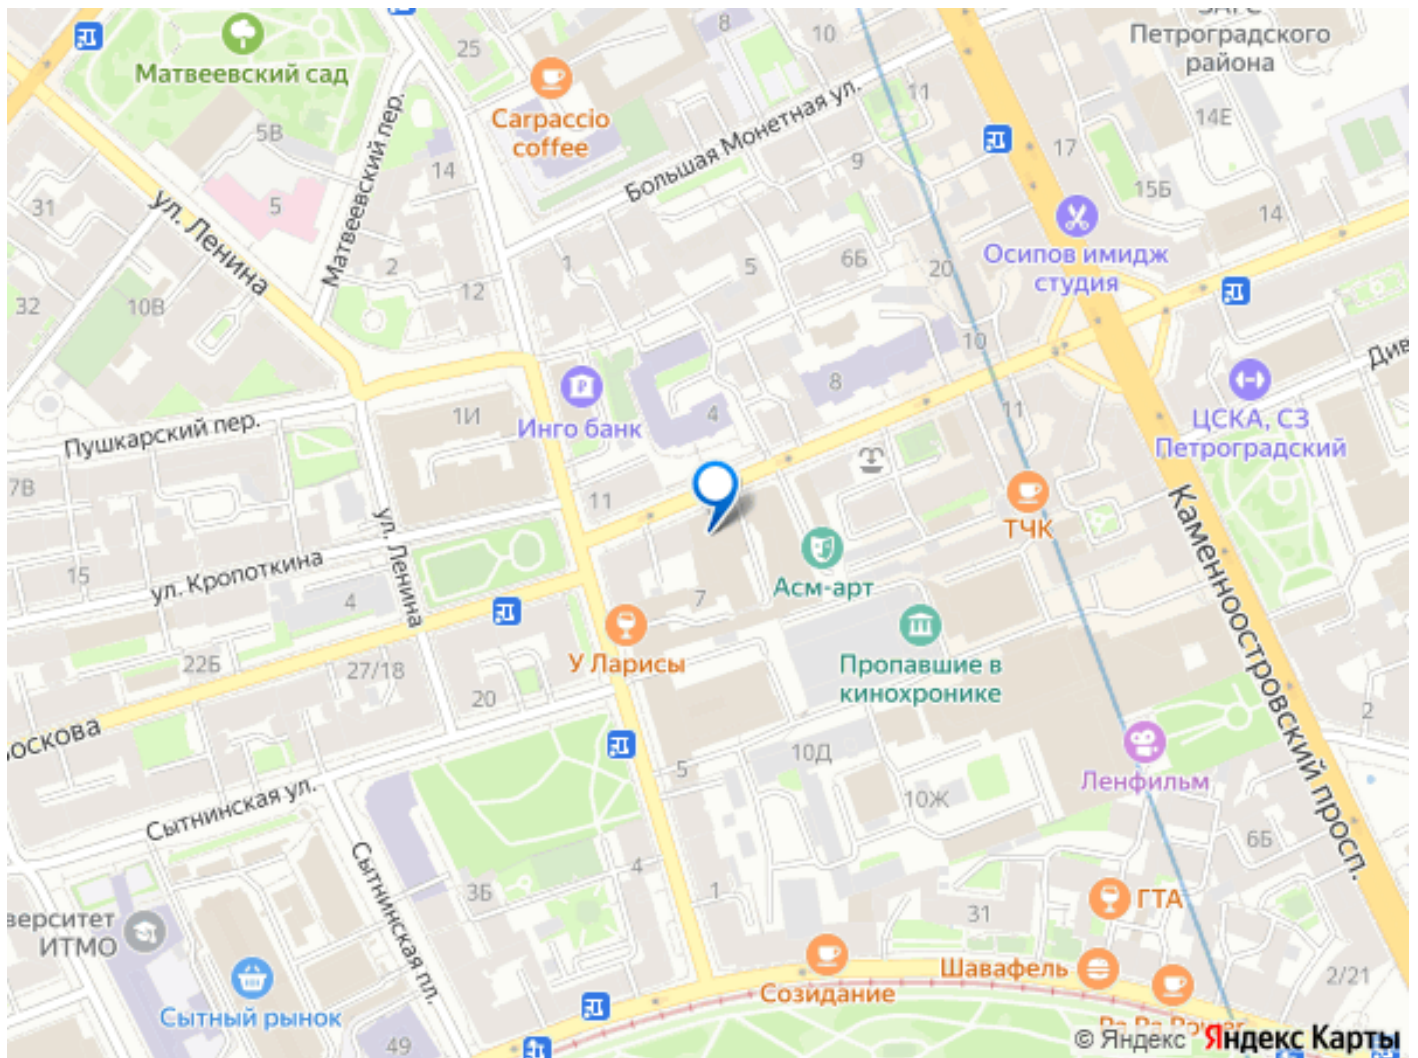 ЗАГС
Петроградского
района
Матвеевский сад
25
8
10
Carpaccio
coffee
Большая Монетная ул.
11
14Е
17
5В
Матвеевский пер.
14
9
15Б
31
5
ул. Ленина
14
Осипов имидж
студия
1
5
6Б
20
2
12
32
10В
10
Див
8
11
ЦСКА, СЗ
Петроградский
1И
Инго банк
4
Пушкарский пер.
7В
11
ул. Ленина
ТЧК
Каменноостровский просп.
ул. Кропоткина
15
4
Асм-арт
7
22Б
27/18
У Ларисы
Пропавшие в
кинохронике
20
2
оскова
5
10Д
Ленфильм
Сытнинская ул.
10Ж
6Б
Сытнинская пл.
4
3Б
1
ГТА
31
верситет
ИТМО
Шавафель
2/21
Созидание
Сытный рынок
49
© Яндекс Яндекс Карты